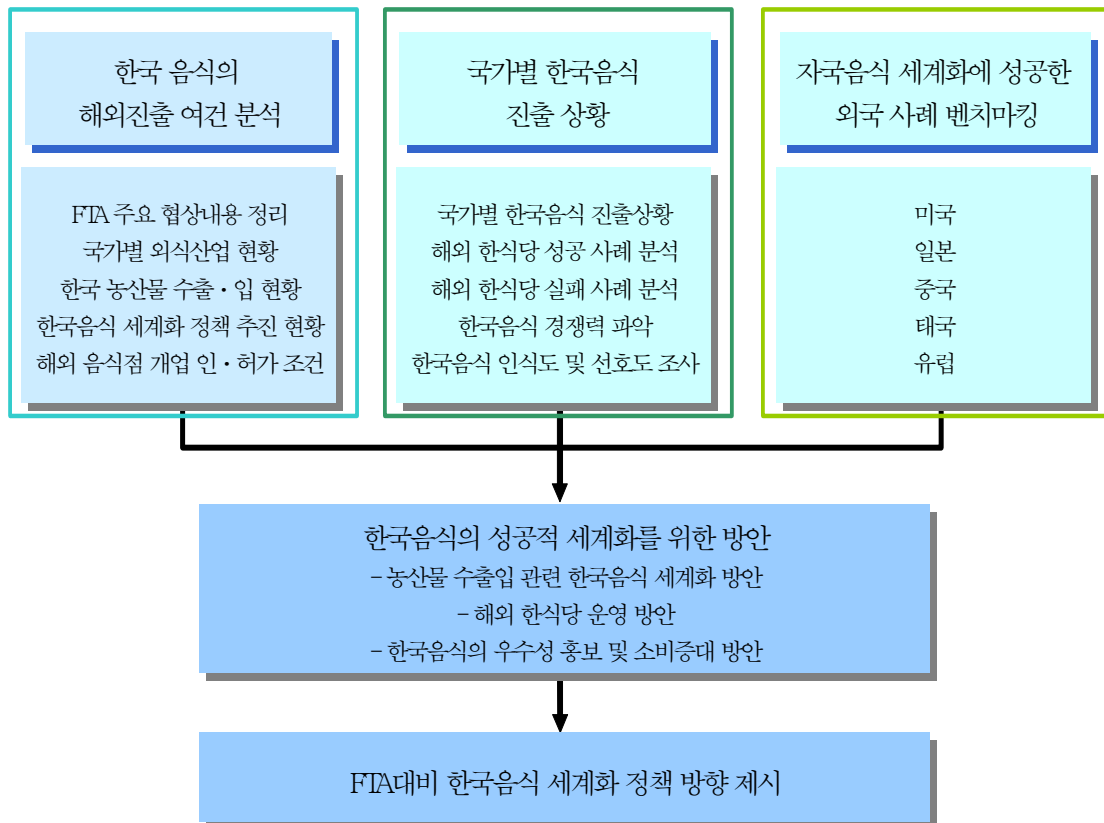 한국 음식의
해외진출 여건 분석
FTA 주요 협상내용 정리
국가별 외식산업 현황
한국 농산물 수출・입 현황
한국음식 세계화 정책 추진 현황
해외 음식점 개업 인・허가 조건
국가별 한국음식
진출 상황
국가별 한국음식 진출상황
해외 한식당 성공 사례 분석
해외 한식당 실패 사례 분석
한국음식 경쟁력 파악
한국음식 인식도 및 선호도 조사
자국음식 세계화에 성공한
외국 사례 벤치마킹
미국
일본
중국
태국
유럽
한국음식의 성공적 세계화를 위한 방안
- 농산물 수출입 관련 한국음식 세계화 방안
- 해외 한식당 운영 방안
- 한국음식의 우수성 홍보 및 소비증대 방안
FTA대비 한국음식 세계화 정책 방향 제시